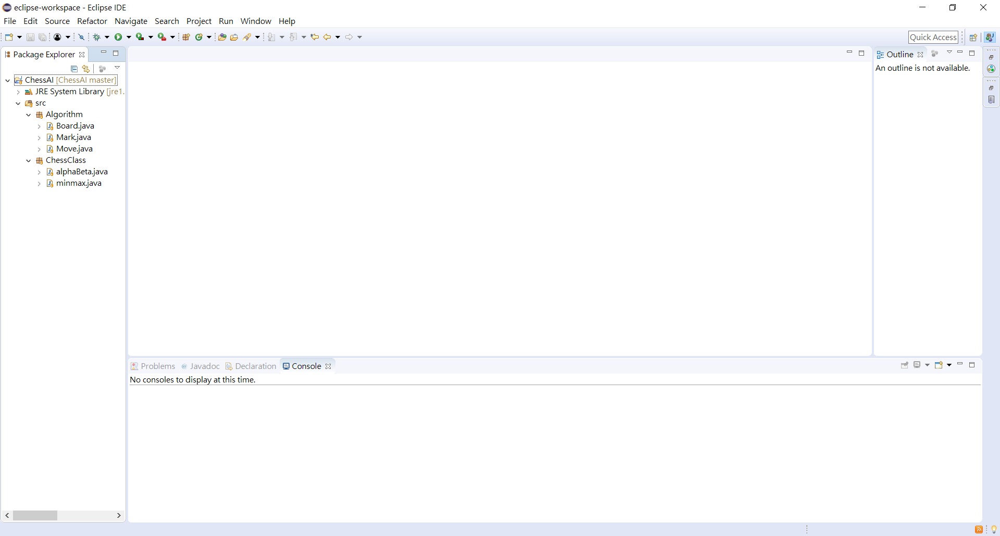 eclipse-workspace - Eclipse IDE
File Edit Source Refactor Navigate Search Project Run Window Help
Quick Access
Package Explorer
ChessAI [ChessAI master]
JRE System Library [jre1.
src
Algorithm
Board.java
Mark.java
Move.java
ChessClass
alphaBeta.java
minmax.java
Outline
An outline is not available.
Problems @ Javadoc Declaration Console
No consoles to display at this time.